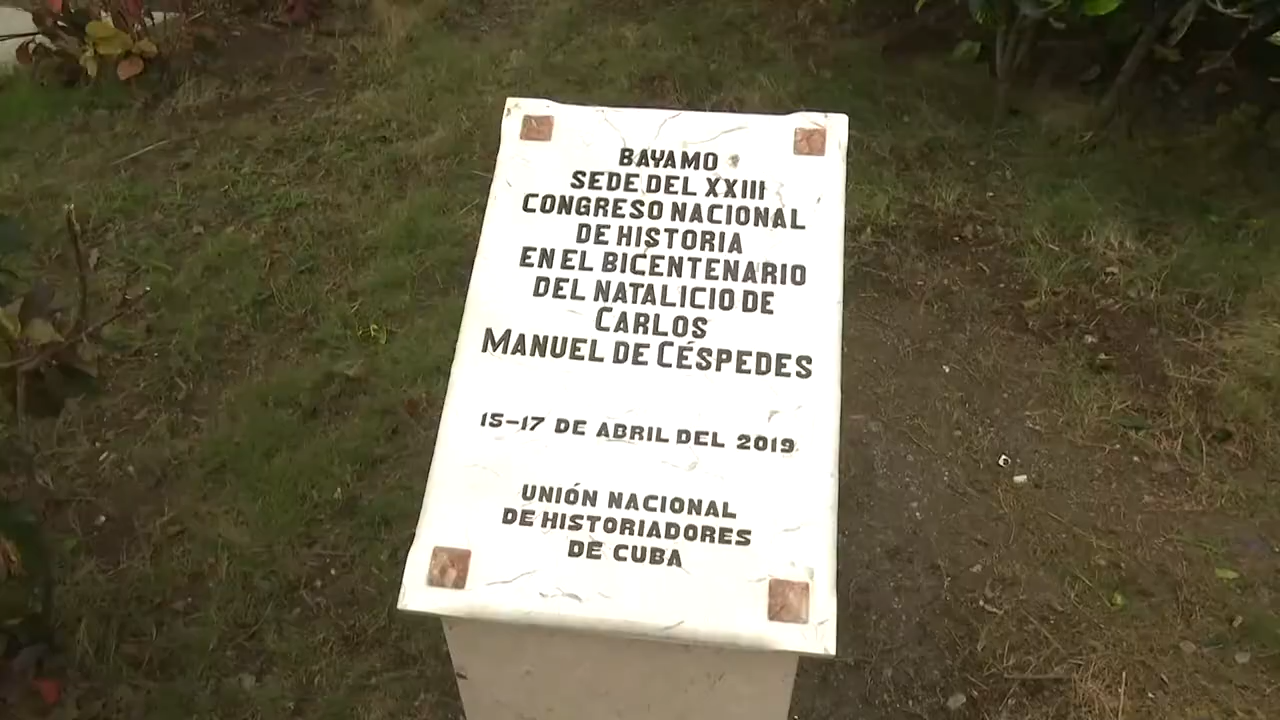 BAYAMO
SEDE DEL XXIII
CONGRESO NACIONAL
DE HISTORIA
EN EL BICENTENARIO
DEL NATALICIO DE
CARLOS
MANUEL DE CÉSPEDES
15-17 DE ABRIL DEL 2019
UNIÓN NACIONAL
DE HISTORIADORES
DE CUBA